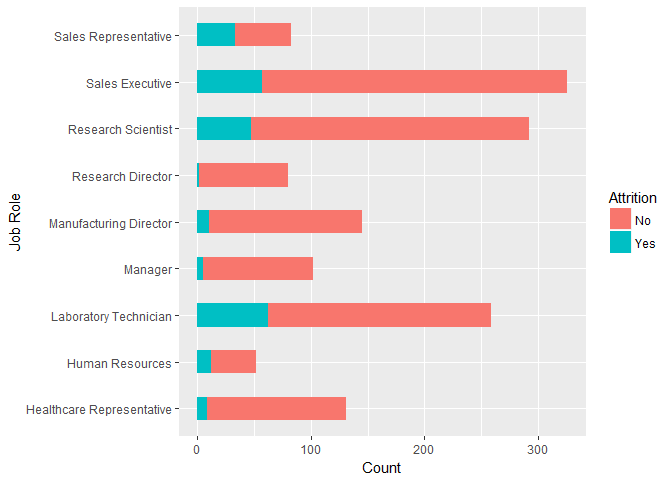 Sales Representative
Sales Executive
Research Scientist
Research Director
Manufacturing Director
Manager
Laboratory Technician
Human Resources
Healthcare Representative
Job Role
0 100 200 300
Count
Attrition
No
Yes